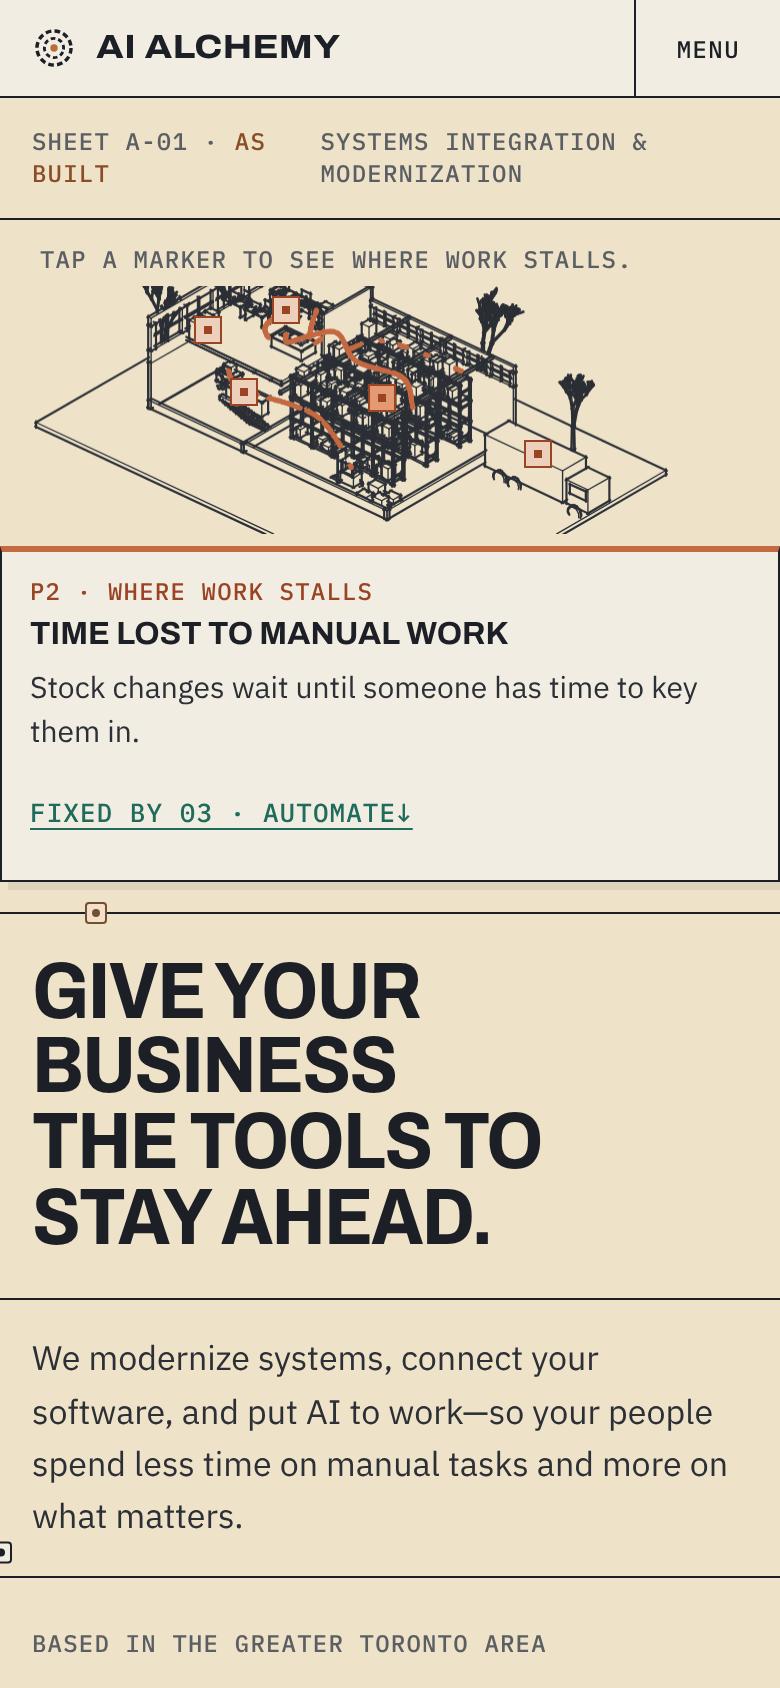 AI ALCHEMY
MENU
SHEET A-01 · AS
BUILT
SYSTEMS INTEGRATION &
MODERNIZATION
TAP A MARKER TO SEE WHERE WORK STALLS.
P2 · WHERE WORK STALLS
TIME LOST TO MANUAL WORK
Stock changes wait until someone has time to key
them in.
FIXED BY 03 · AUTOMATE↓
GIVE YOUR
BUSINESS
THE TOOLS TO
STAY AHEAD.
We modernize systems, connect your
software, and put AI to work—so your people
spend less time on manual tasks and more on
what matters.
BASED IN THE GREATER TORONTO AREA